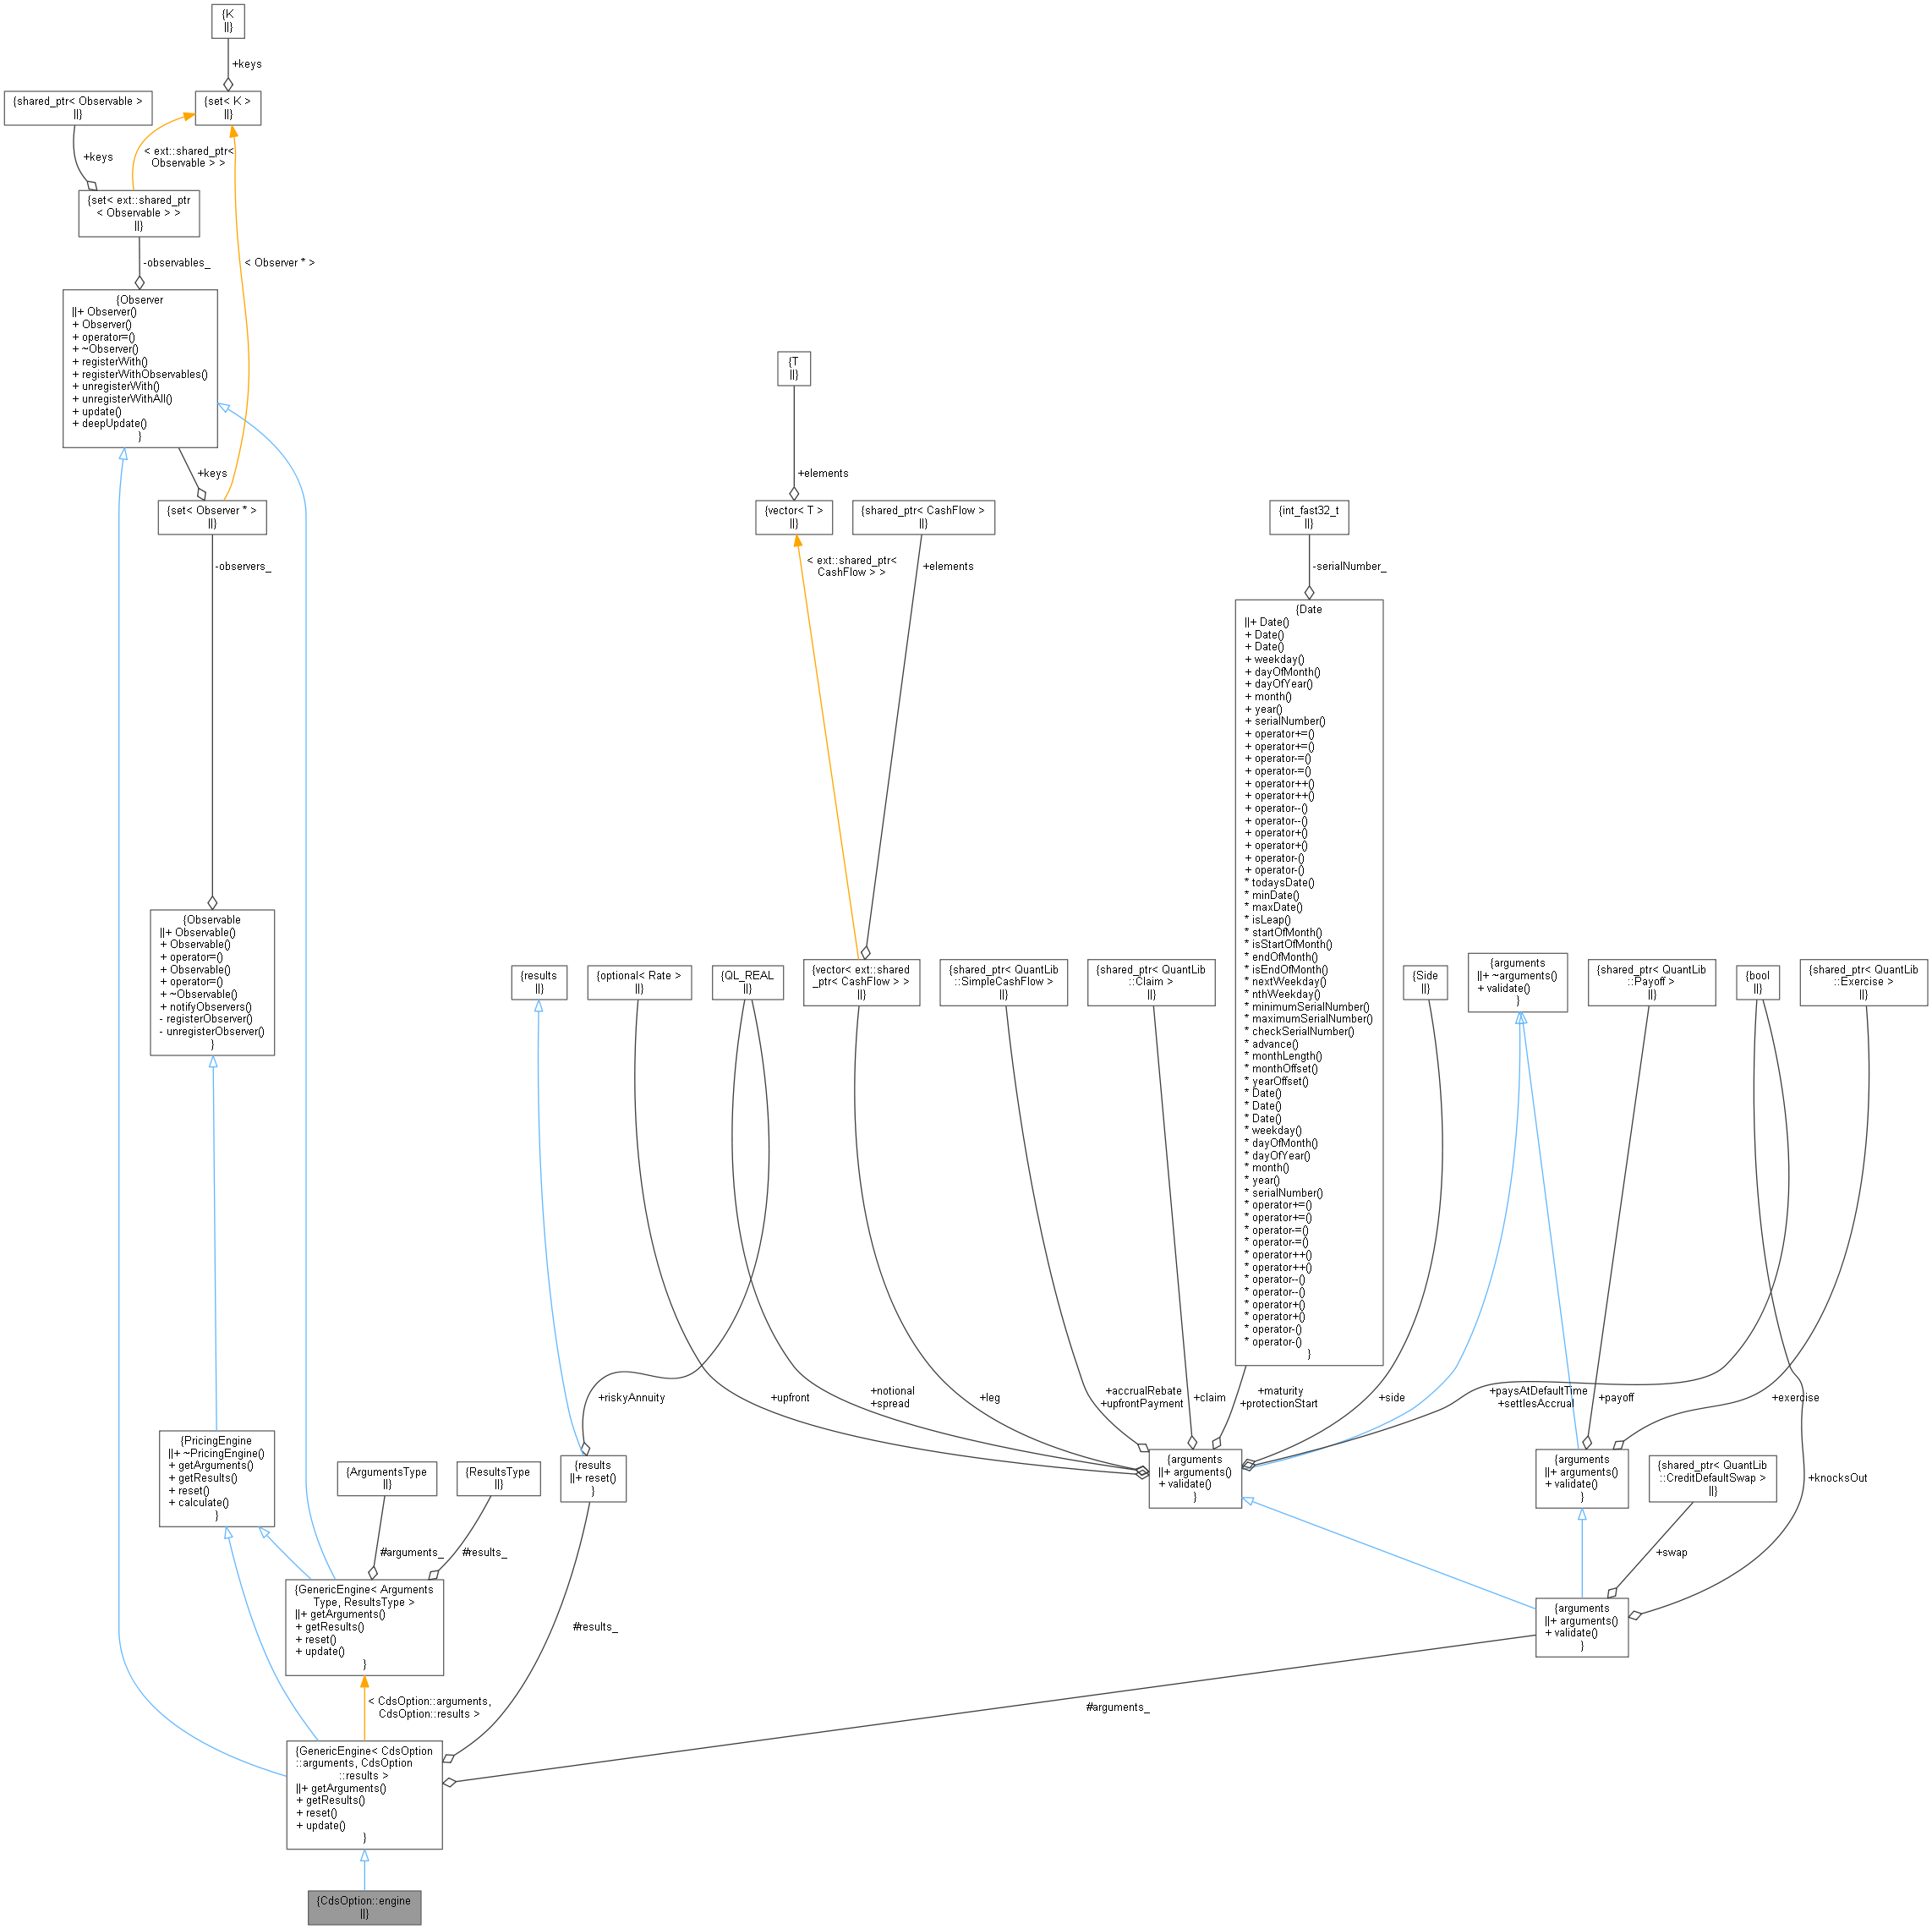 {K
||}
+keys
{shared_ptr< Observable >
||}
{set< K >
||}
+keys
< ext::shared_ptr<
Observable > >
{set< ext::shared_ptr
< Observable > >
||}
-observables_
< Observer * >
{Observer
||+ Observer()
+ Observer()
+ operator=()
+ ~Observer()
+ registerWith()
+ registerWithObservables()
+ unregisterWith()
+ unregisterWithAll()
+ update()
+ deepUpdate()
}
+keys
{set< Observer * >
||}
-observers_
{Observable
||+ Observable()
+ Observable()
+ operator=()
+ Observable()
+ operator=()
+ ~Observable()
+ notifyObservers()
- registerObserver()
- unregisterObserver()
}
{T
||}
+elements
{vector< T >
||}
{shared_ptr< CashFlow >
||}
< ext::shared_ptr<
CashFlow > >
+elements
{int_fast32_t
||}
-serialNumber_
{Date
||+ Date()
+ Date()
+ Date()
+ weekday()
+ dayOfMonth()
+ dayOfYear()
+ month()
+ year()
+ serialNumber()
+ operator+=()
+ operator+=()
+ operator-=()
+ operator-=()
+ operator++()
+ operator++()
+ operator--()
+ operator--()
+ operator+()
+ operator+()
+ operator-()
+ operator-()
* todaysDate()
* minDate()
* maxDate()
* isLeap()
* startOfMonth()
* isStartOfMonth()
* endOfMonth()
* isEndOfMonth()
* nextWeekday()
* nthWeekday()
* minimumSerialNumber()
* maximumSerialNumber()
* checkSerialNumber()
* advance()
* monthLength()
* monthOffset()
* yearOffset()
* Date()
* Date()
* Date()
* weekday()
* dayOfMonth()
* dayOfYear()
* month()
* year()
* serialNumber()
* operator+=()
* operator+=()
* operator-=()
* operator-=()
* operator++()
* operator++()
* operator--()
* operator--()
* operator+()
* operator+()
* operator-()
* operator-()
}
{results
||}
{optional< Rate >
||}
{QL_REAL
||}
{vector< ext::shared
_ptr< CashFlow > >
||}
{shared_ptr< QuantLib
::SimpleCashFlow >
||}
{shared_ptr< QuantLib
::Claim >
||}
{Side
||}
{arguments
||+ ~arguments()
+ validate()
}
{shared_ptr< QuantLib
::Payoff >
||}
{bool
||}
{shared_ptr< QuantLib
::Exercise >
||}
+riskyAnnuity
+upfront
+notional
+spread
+leg
+accrualRebate
+upfrontPayment
+claim
+maturity
+protectionStart
+side
+paysAtDefaultTime
+settlesAccrual
+payoff
+exercise
{PricingEngine
||+ ~PricingEngine()
+ getArguments()
+ getResults()
+ reset()
+ calculate()
}
{ArgumentsType
||}
{ResultsType
||}
{results
||+ reset()
}
{arguments
||+ arguments()
+ validate()
}
{arguments
||+ arguments()
+ validate()
}
{shared_ptr< QuantLib
::CreditDefaultSwap >
||}
+knocksOut
#arguments_
#results_
+swap
{GenericEngine< Arguments
Type, ResultsType >
||+ getArguments()
+ getResults()
+ reset()
+ update()
}
#results_
{arguments
||+ arguments()
+ validate()
}
< CdsOption::arguments,
CdsOption::results >
#arguments_
{GenericEngine< CdsOption
::arguments, CdsOption
::results >
||+ getArguments()
+ getResults()
+ reset()
+ update()
}
{CdsOption::engine
||}